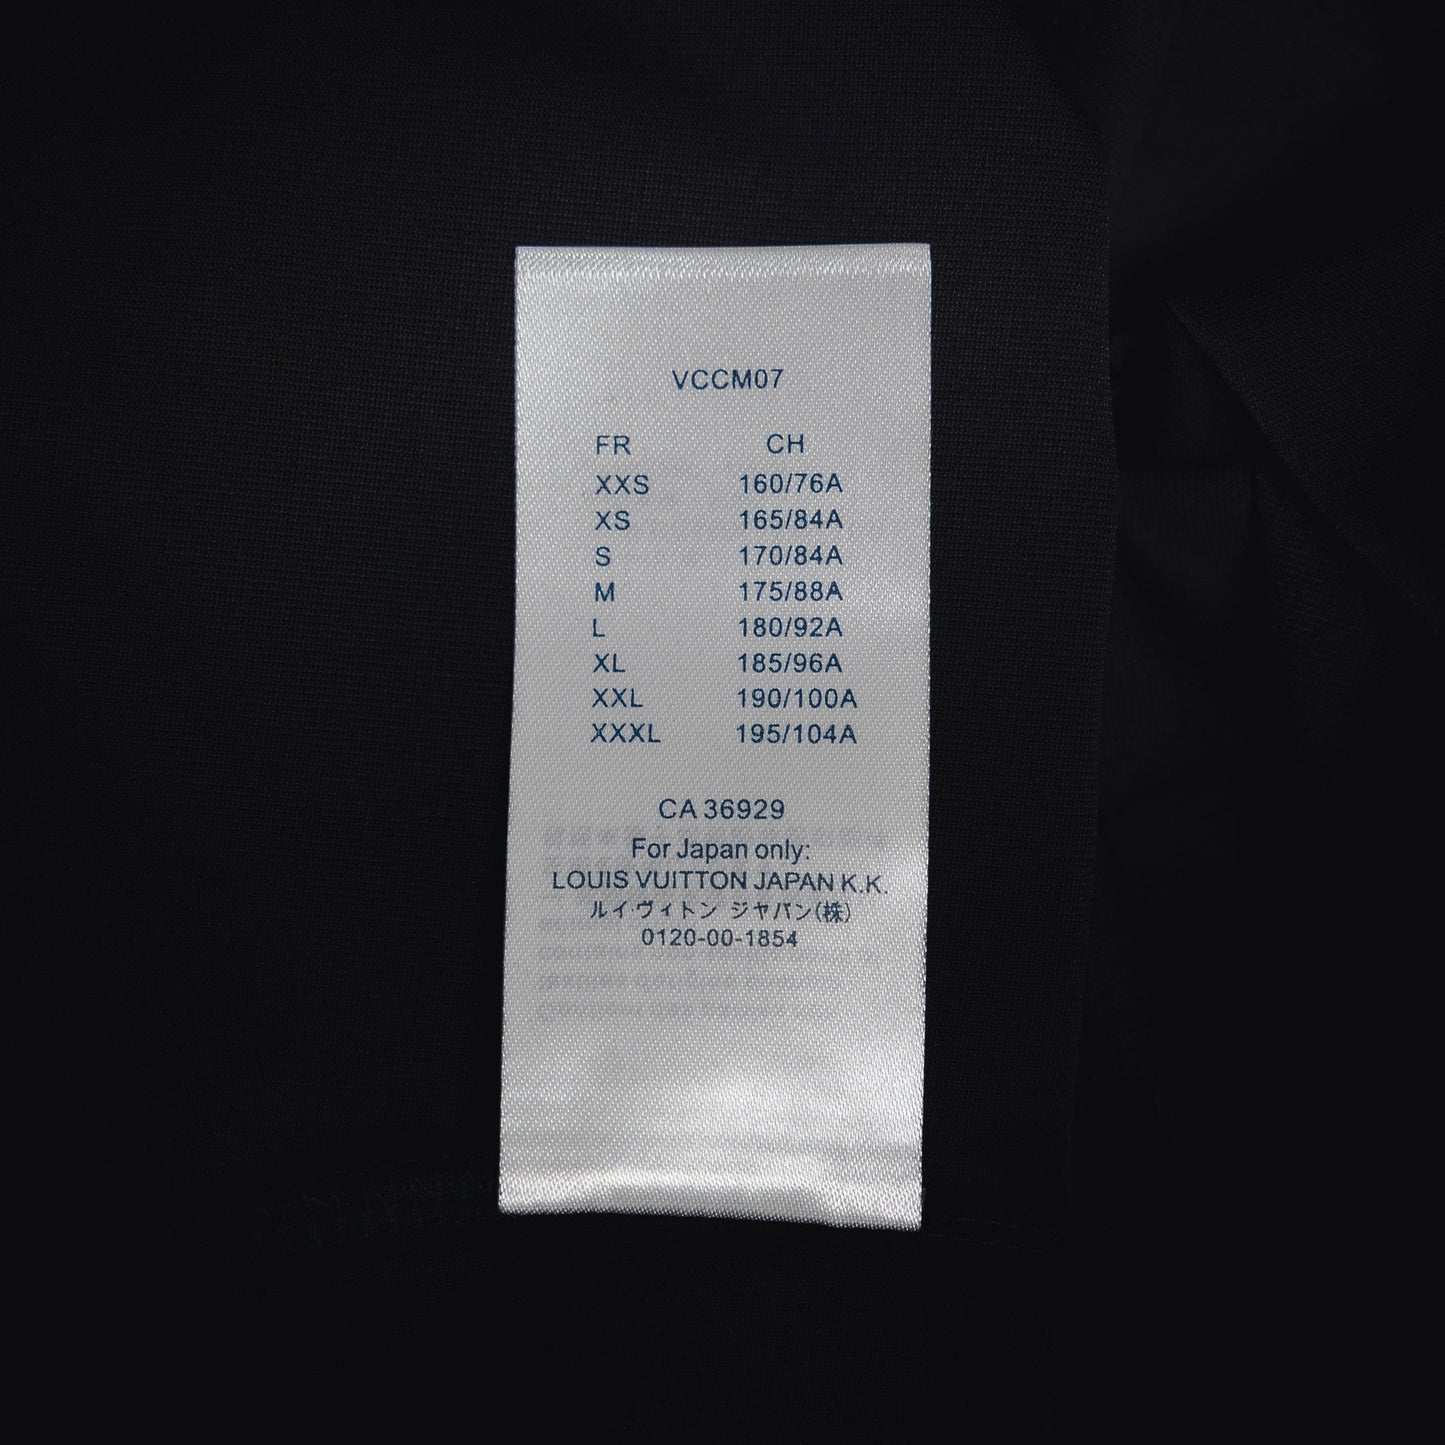 VCCM07
FR CH
XXS 160/76A
XS 165/84A
S 170/84A
M 175/88A
L 180/92A
XL 185/96A
XXL 190/100A
XXXL 195/104A
CA 36929
For Japan only:
LOUIS VUITTON JAPAN K.K.
ルイ·ヴィトン ジャパン(株)
0120-00-1854